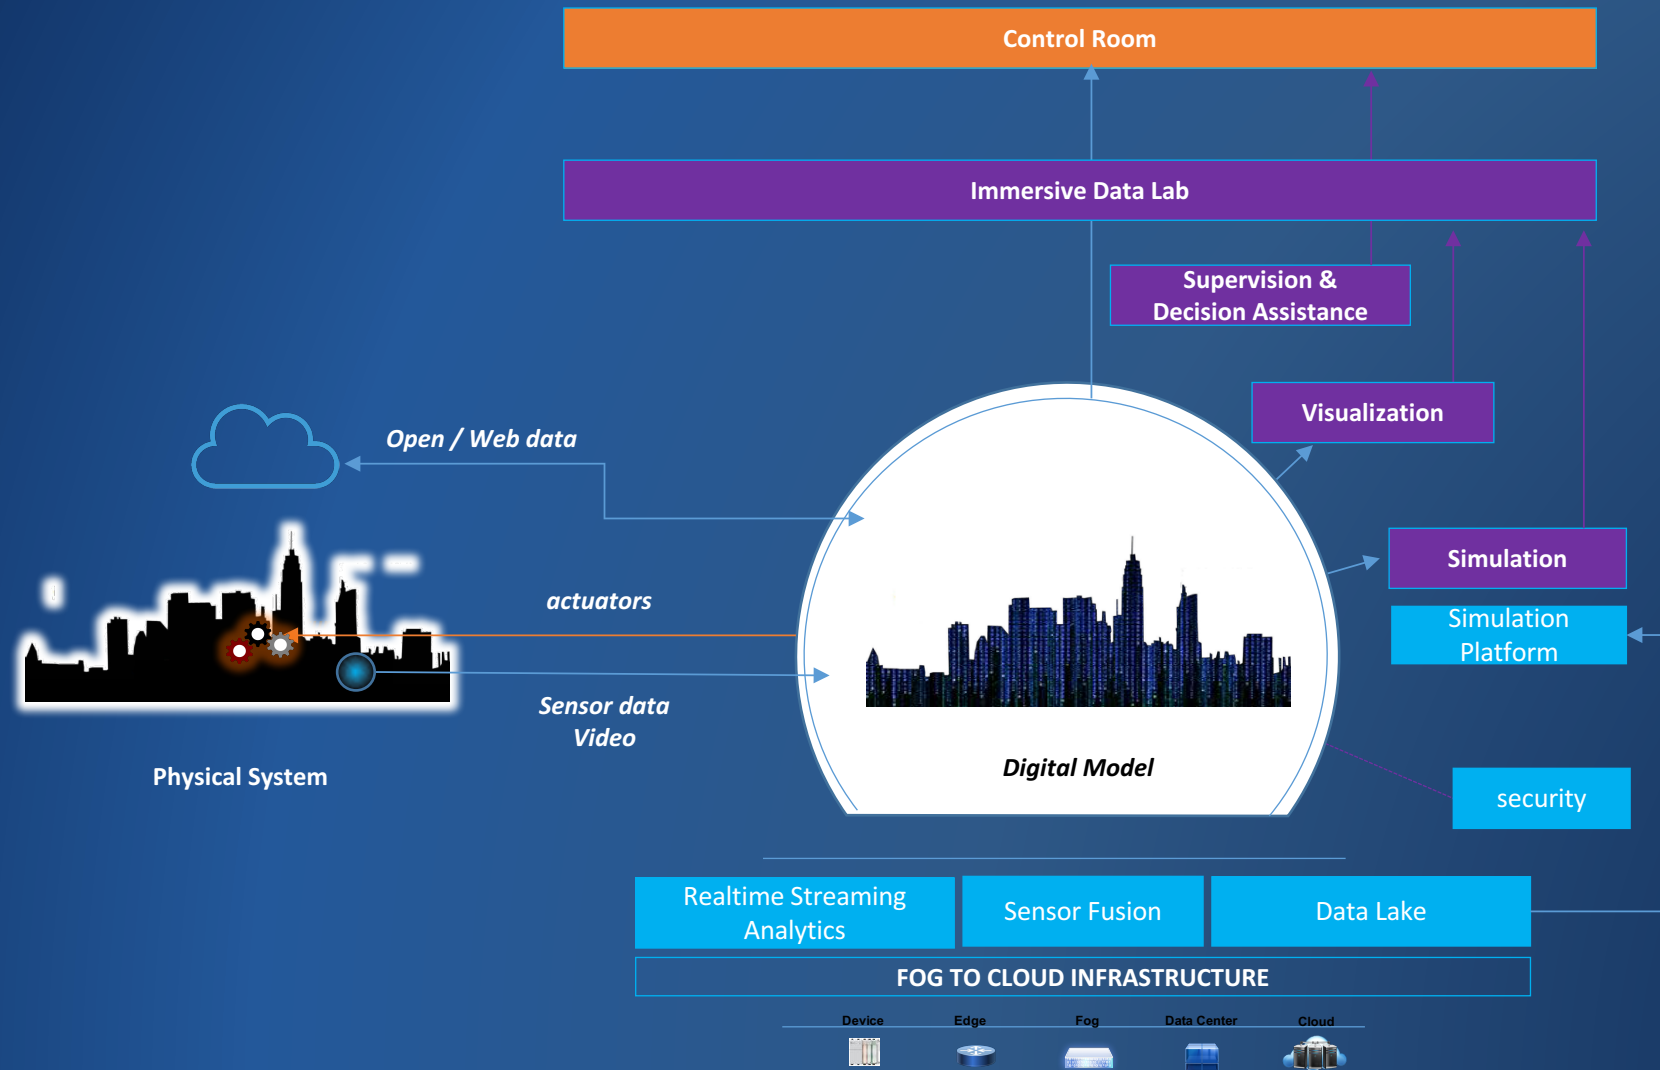 Control Room
Immersive Data Lab
Supervision &
Decision Assistance
Visualization
Open / Web data
Simulation
actuators
Simulation
Platform
Sensor data
Video
Physical System
Digital Model
security
Realtime Streaming
Analytics
Sensor Fusion
Data Lake
FOG TO CLOUD INFRASTRUCTURE
Device
Edge
Fog
Data Center
Cloud